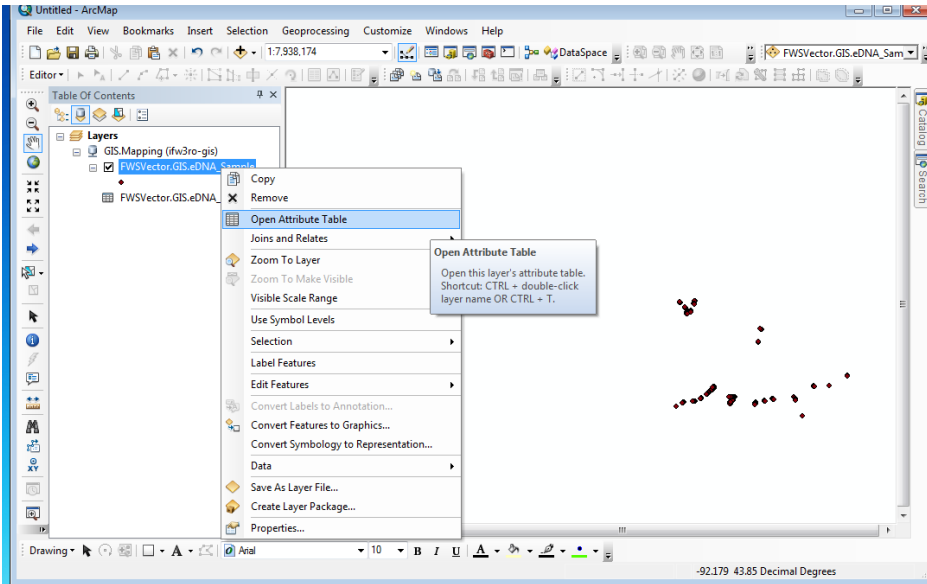 Untitled - ArcMap
File Edit View Bookmarks Insert Selection Geoprocessing Customize Windows Help
1:7,938,174
DataSpace
FWSVector.GIS.eDNA_Sam
Editor
Table Of Contents
Layers
GIS.Mapping (ifw3ro-gis)
FWSVector.GIS.eDNA_Sample
FWSVector.GIS.eDNA_
Copy
Remove
Open Attribute Table
Joins and Relates
Zoom To Layer
Zoom To Make Visible
Visible Scale Range
Use Symbol Levels
Selection
Label Features
Edit Features
Convert Labels to Annotation...
Convert Features to Graphics...
Convert Symbology to Representation...
Data
Save As Layer File...
Create Layer Package...
Properties...
Open Attribute Table
Open this layer's attribute table.
Shortcut: CTRL + double-click
layer name OR CTRL + T.
Catalog
Search
XY
Drawing
A
Arial
10
B I U A
-92.179 43.85 Decimal Degrees